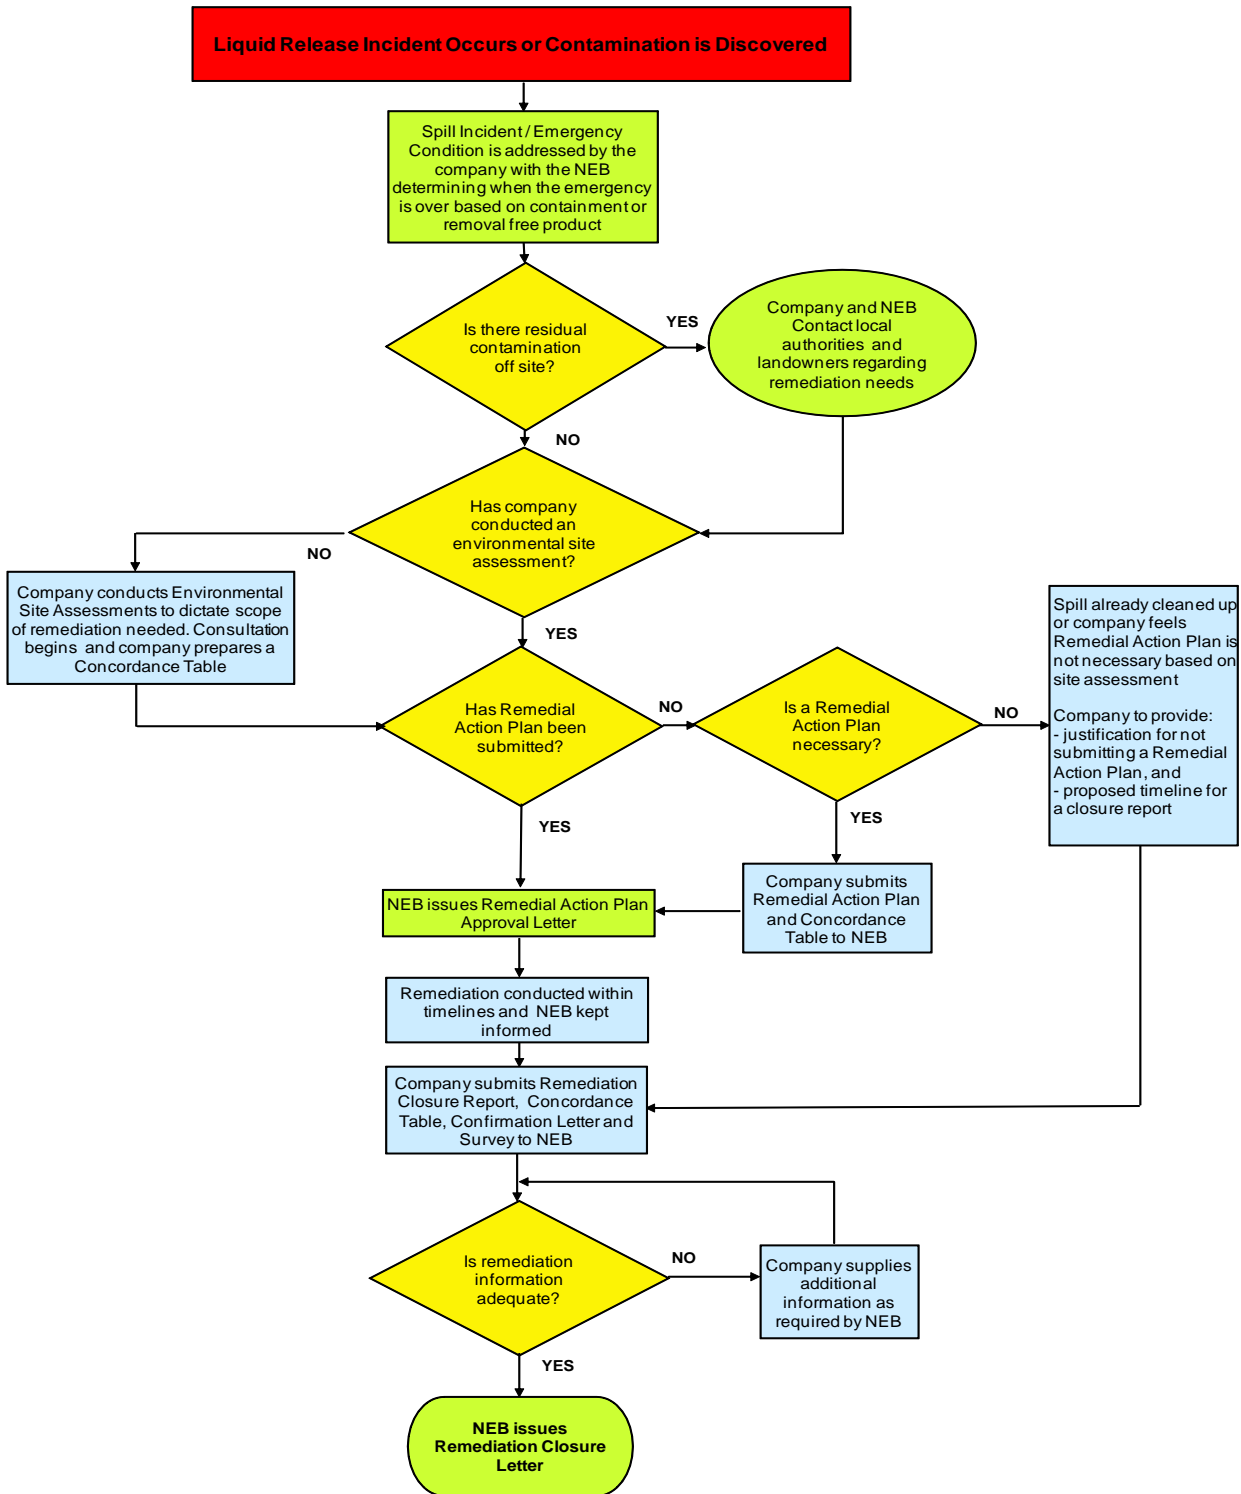 Liquid Release Incident Occurs or Contamination is Discovered
Spill Incident / Emergency
Condition is addressed by the
company with the NEB
determining when the emergency
is over based on containment or
removal free product
Is there residual
contamination
off site?
YES
Company and NEB
Contact local
authorities and
landowners regarding
remediation needs
NO
Has company
conducted an
environmental site
assessment?
NO
Company conducts Environmental
Site Assessments to dictate scope
of remediation needed. Consultation
begins and company prepares a
Concordance Table
YES
Has Remedial
Action Plan been
submitted?
NO
Is a Remedial
Action Plan
necessary?
NO
Spill already cleaned up
or company feels
Remedial Action Plan is
not necessary based on
site assessment
Company to provide:
- justification for not
submitting a Remedial
Action Plan, and
- proposed timeline for
a closure report
YES
YES
Company submits
Remedial Action Plan
and Concordance
Table to NEB
NEB issues Remedial Action Plan
Approval Letter
Remediation conducted within
timelines and NEB kept
informed
Company submits Remediation
Closure Report, Concordance
Table, Confirmation Letter and
Survey to NEB
Is remediation
information
adequate?
NO
Company supplies
additional
information as
required by NEB
YES
NEB issues
Remediation Closure
Letter